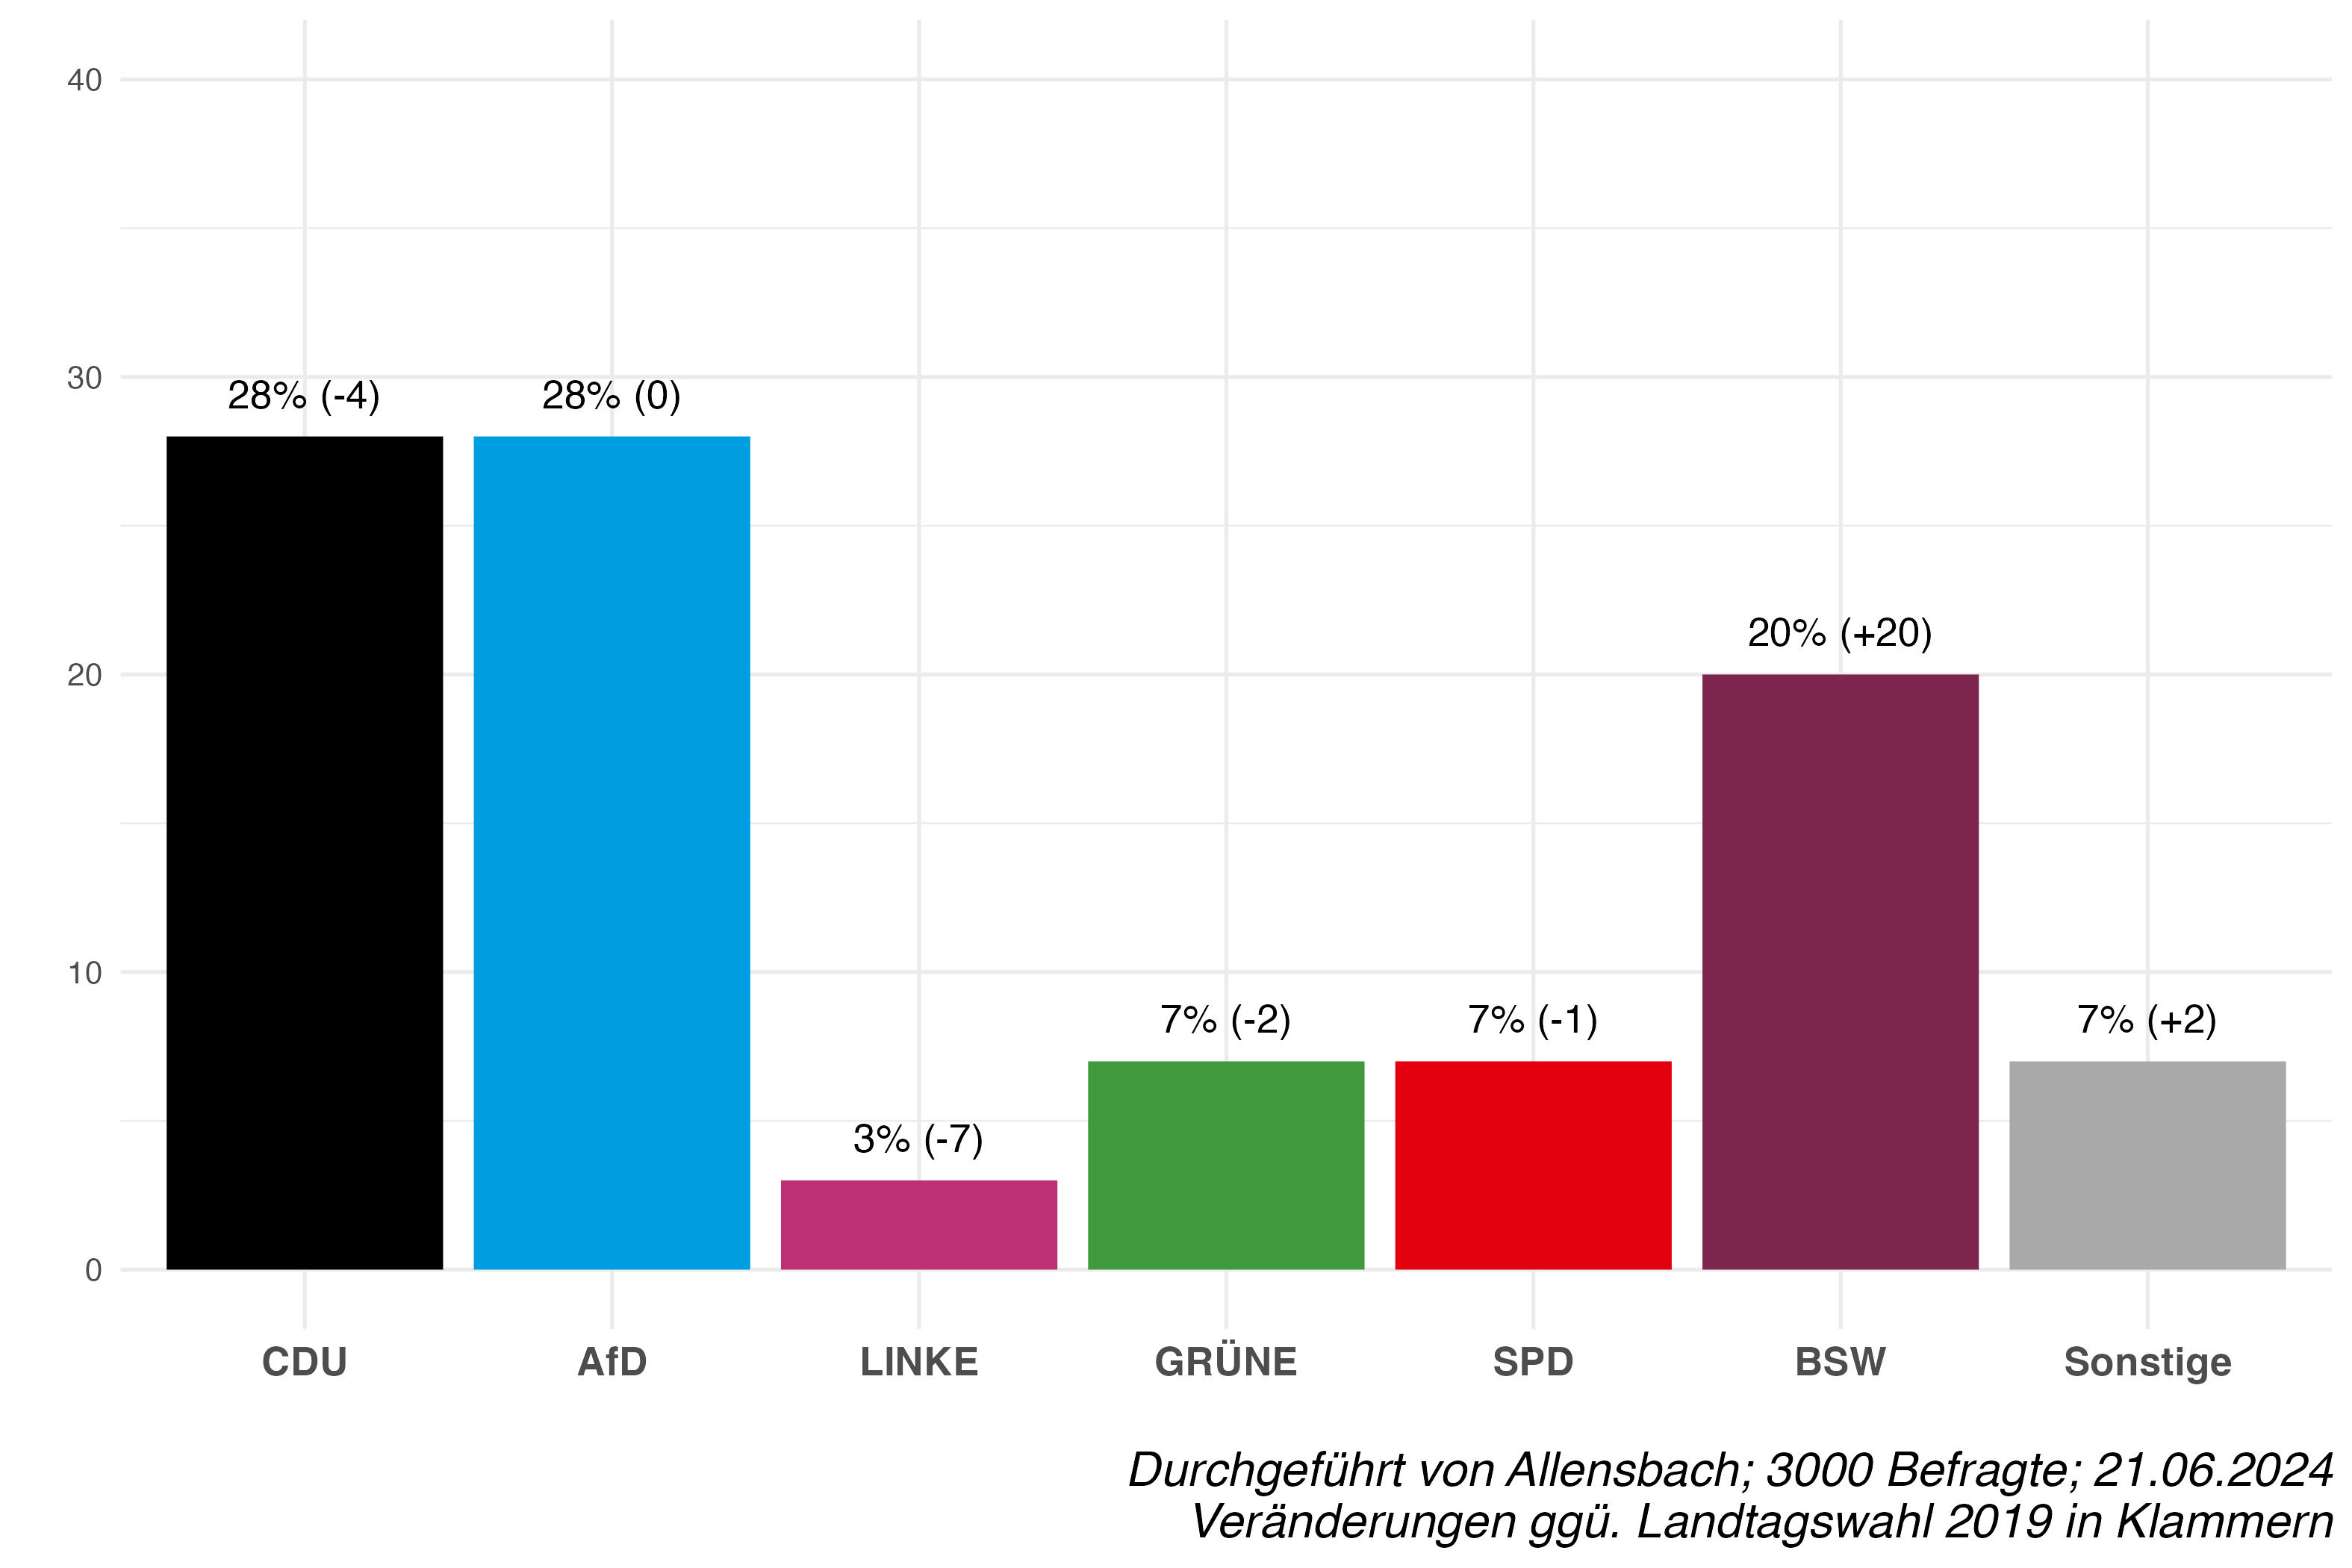 40
30
20
10
0
28% (-4)
28% (0)
3% (-7)
7% (-2)
7% (-1)
20% (+20)
7% (+2)
CDU
AfD
LINKE
GRÜNE
SPD
BSW
Sonstige
Durchgeführt von Allensbach; 3000 Befragte; 21.06.2024
Veränderungen ggü. Landtagswahl 2019 in Klammern